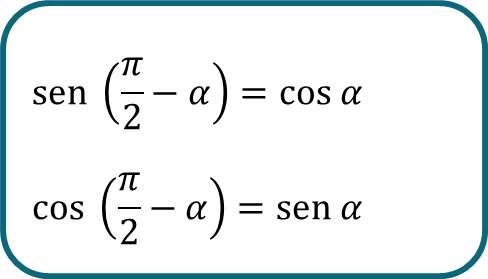 sen (π/2 − α) = cos α
cos (π/2 − α) = sen α